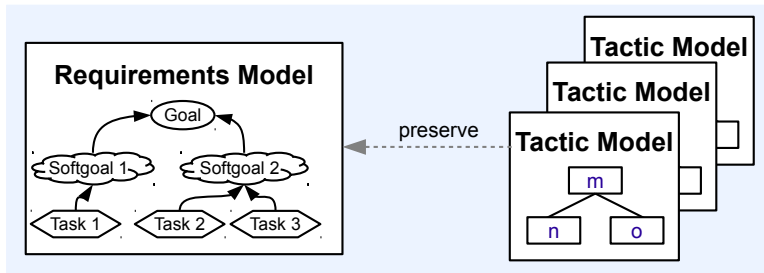 Requirements Model
Goal
Softgoal 1
Softgoal 2
Task 1
Task 2
Task 3
preserve
Tactic Model
Tactic Model
Tactic Model
m
n
o